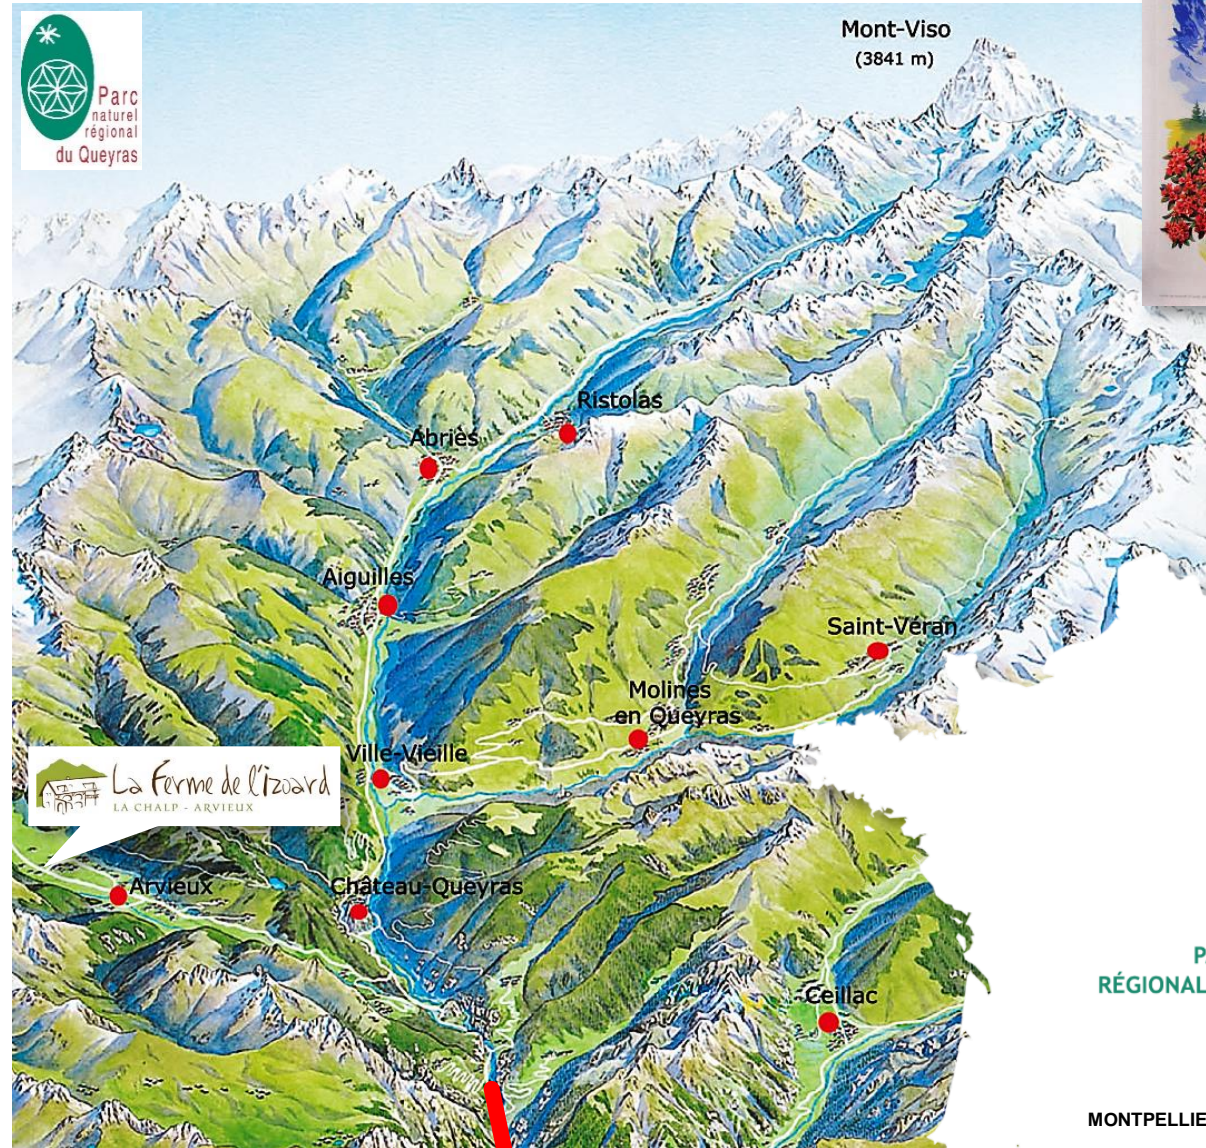 Parc
naturel
régional
du Queyras
Mont-Viso
(3841 m)
Ristolas
Abriès
Aiguilles
Saint-Véran
Molines
en Queyras
Ville-Vieille
La Ferme de l'Izoard
LA CHALP - ARVIEUX
Arvieux
Château-Queyras
Ceillac
RÉGIONAL